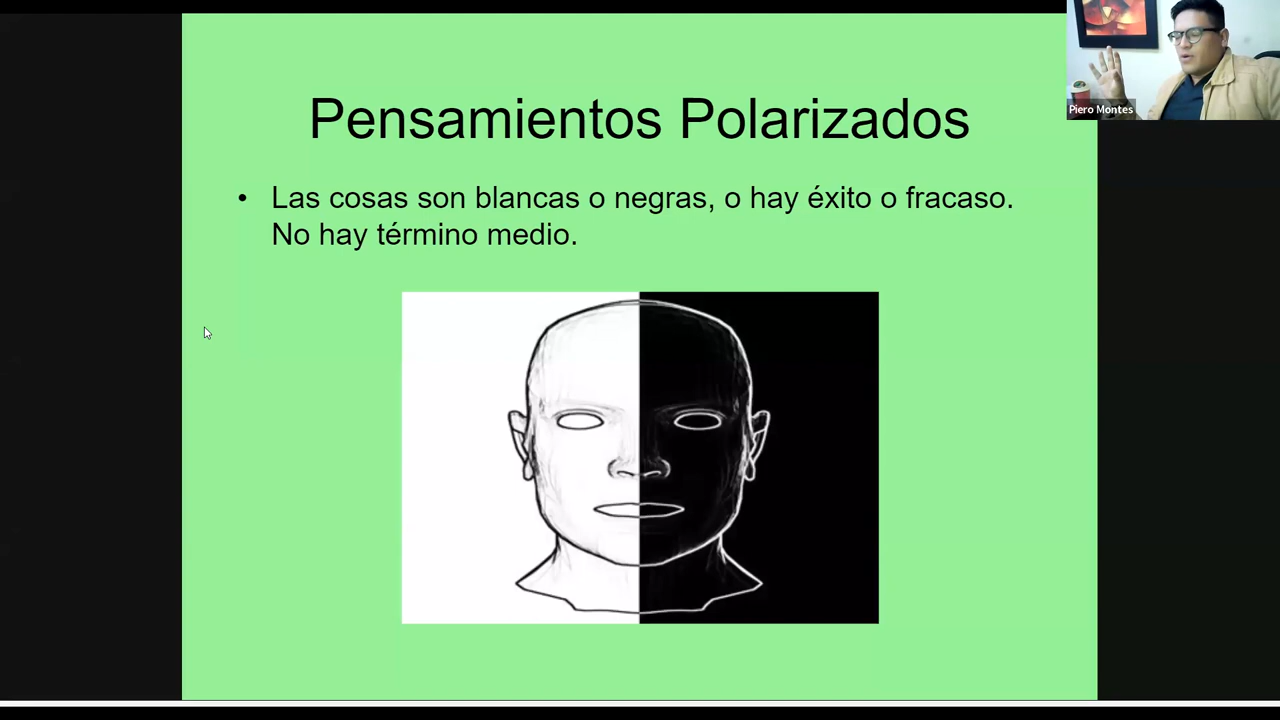 Pensamientos Polarizados
• Las cosas son blancas o negras, o hay éxito o fracaso.
No hay término medio.
Piero Montes